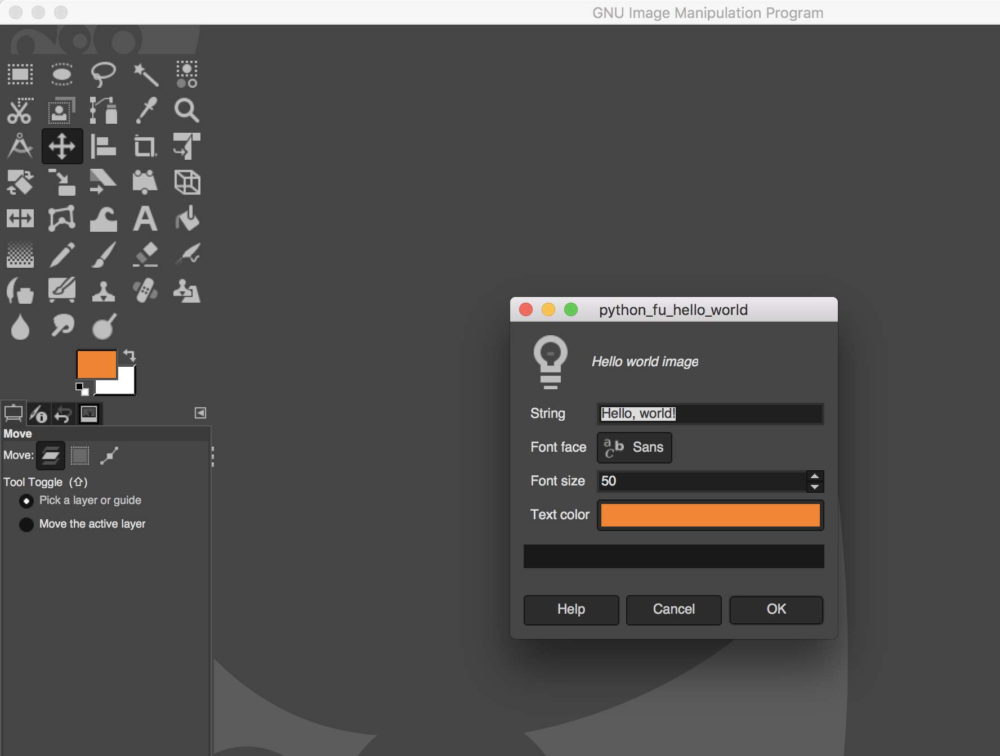 GNU Image Manipulation Program
Move
Move:
Tool Toggle (⇧)
Pick a layer or guide
Move the active layer
python_fu_hello_world
Hello world image
String Hello, world!
Font face Sans
Font size 50
Text color
Help Cancel OK